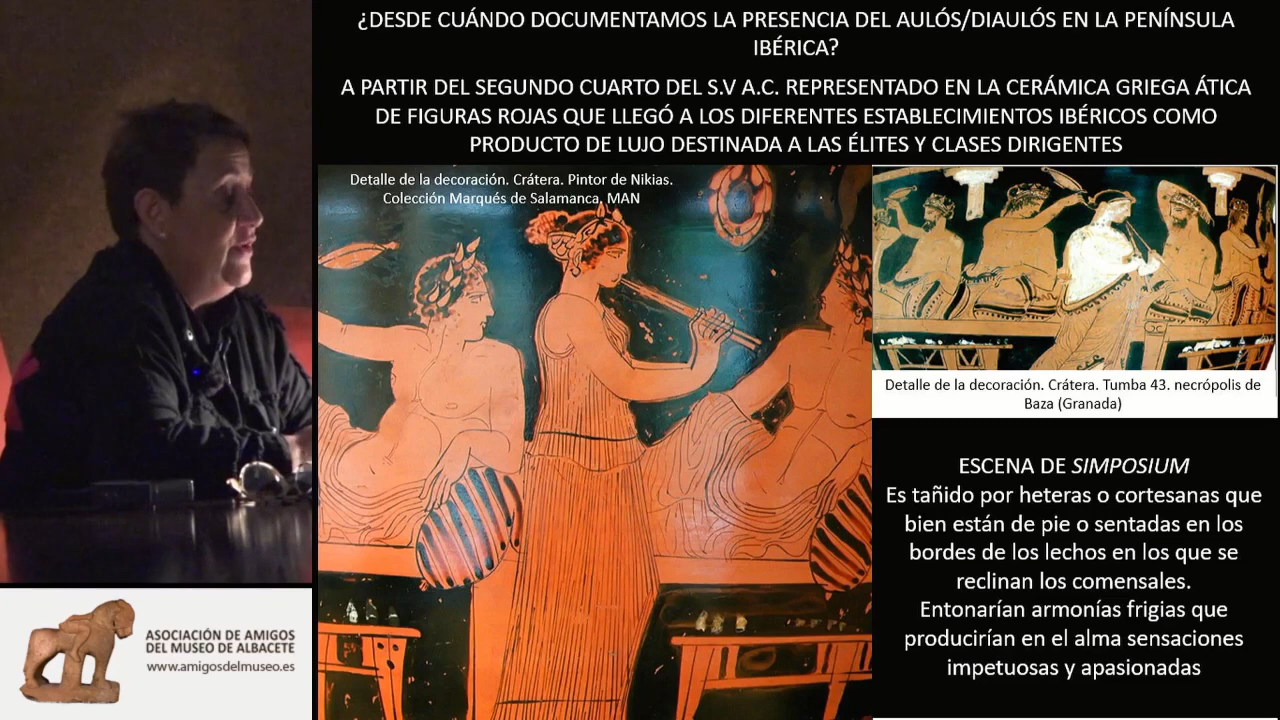 ¿DESDE CUÁNDO DOCUMENTAMOS LA PRESENCIA DEL AULÓS/DIAULÓS EN LA PENÍNSULA
IBÉRICA?
A PARTIR DEL SEGUNDO CUARTO DEL S.V A.C. REPRESENTADO EN LA CERÁMICA GRIEGA ÁTICA
DE FIGURAS ROJAS QUE LLEGÓ A LOS DIFERENTES ESTABLECIMIENTOS IBÉRICOS COMO
PRODUCTO DE LUJO DESTINADA A LAS ÉLITES Y CLASES DIRIGENTES
Detalle de la decoración. Crátera. Pintor de Nikias.
Colección Marqués de Salamanca. MAN
Detalle de la decoración. Crátera. Tumba 43. necrópolis de
Baza (Granada)
ESCENA DE SIMPOSIUM
Es tañido por heteras o cortesanas que
bien están de pie o sentadas en los
bordes de los lechos en los que se
reclinan los comensales.
Entonarían armonías frigias que
producirían en el alma sensaciones
impetuosas y apasionadas
ASOCIACIÓN DE AMIGOS
DEL MUSEO DE ALBACETE
www.amigosdelmuseo.es